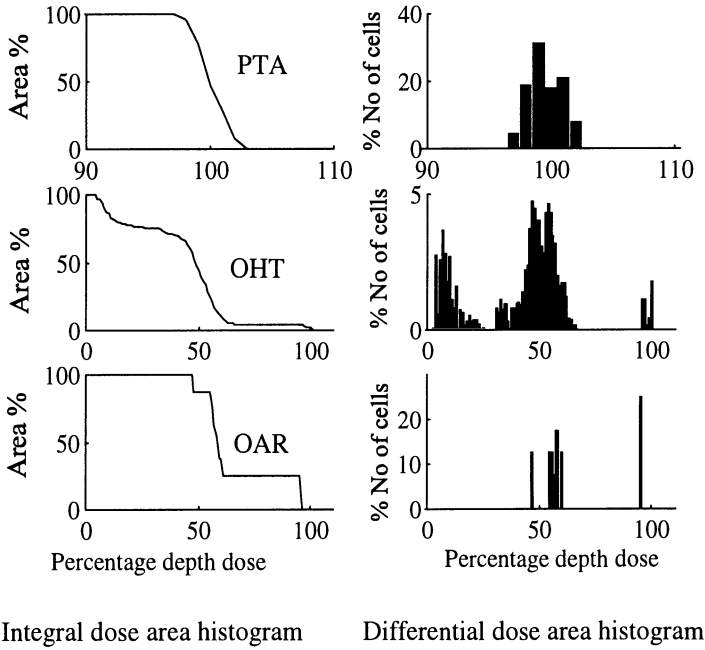 100
50
0
Area %
PTA
90
100
110
40
20
0
% No of cells
90
100
110
100
50
0
Area %
OHT
0
50
100
5
0
% No of cells
0
50
100
100
50
0
Area %
OAR
0
50
100
Percentage depth dose
20
10
0
% No of cells
0
50
100
Percentage depth dose
Integral dose area histogram
Differential dose area histogram